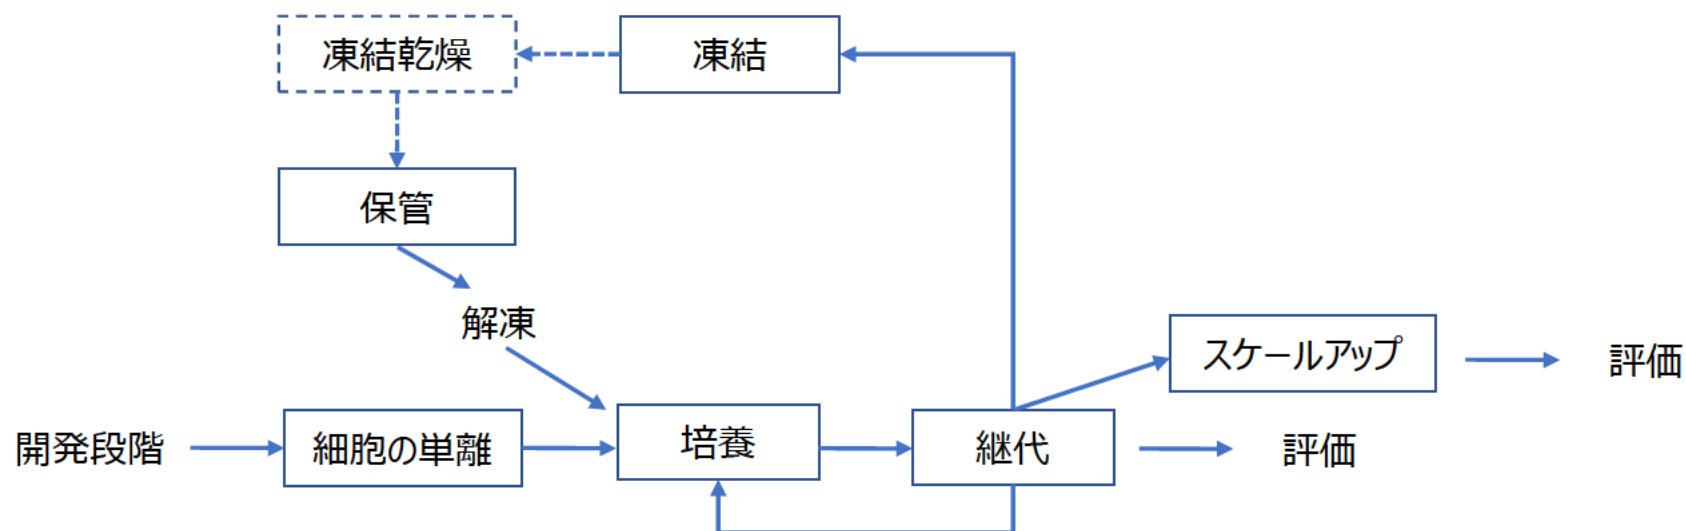 凍結乾燥
凍結
保管
解凍
スケールアップ
評価
開発段階
細胞の単離
培養
継代
評価